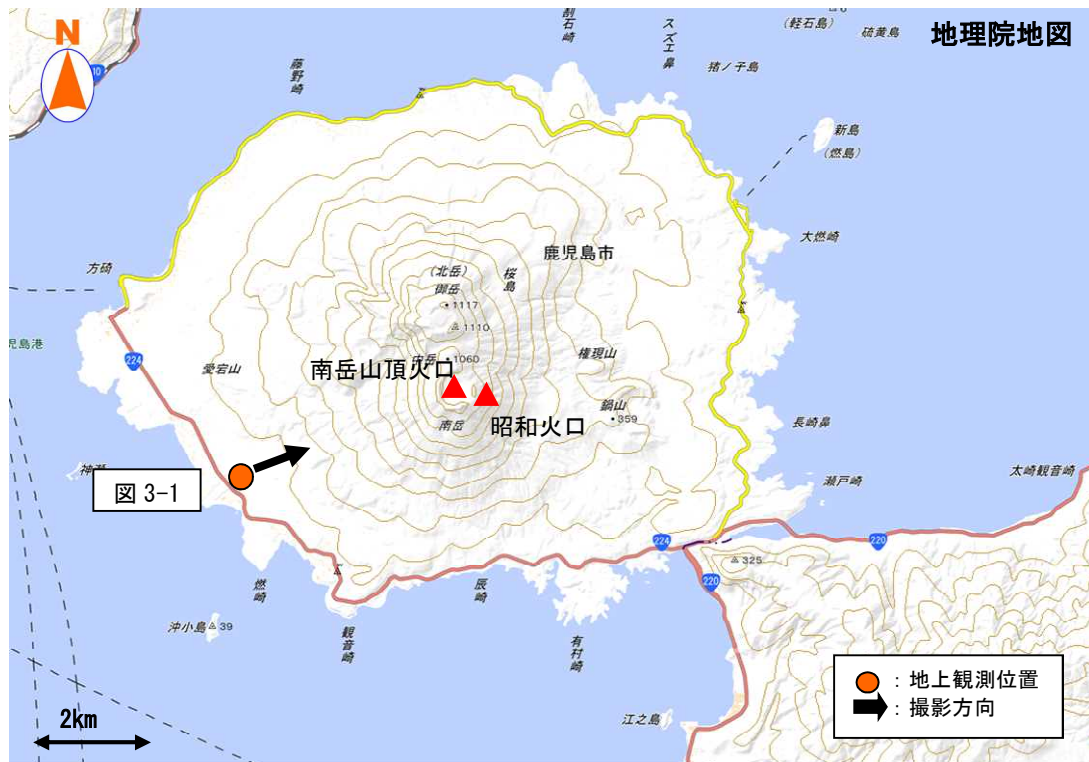 地理院地図
N
10
割石崎
スズエ鼻
(軽石島)
硫黄島
猪ノ子島
藤野崎
新島
(燃島)
大燃崎
鹿児島市
桜島
(北岳)
御岳
1117
1110
1060
方碕
児島港
224
愛宕山
南岳山頂火口
昭和火口
南岳
権現山
鍋山
359
長崎鼻
瀬戸崎
太崎観音崎
図 3-1
224
220
220
325
燃崎
沖小島 39
観音崎
辰崎
有村崎
江之島
2km
: 地上観測位置
: 撮影方向